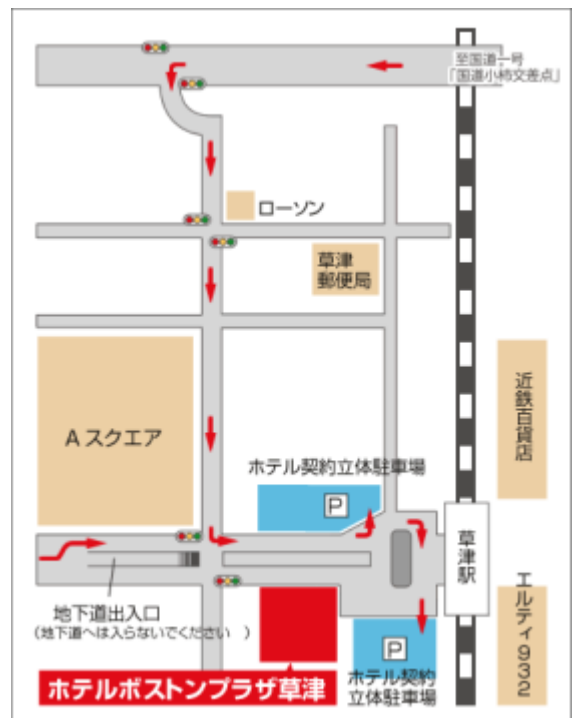 至国道一号
「国道小柿交差点」
ローソン
草津
郵便局
近鉄百貨店
Aスクエア
ホテル契約立体駐車場
P
草津駅
地下道出入口
(地下道へは入らないでください )
エルティ932
P
ホテル契約
立体駐車場
ホテルボストンプラザ草津